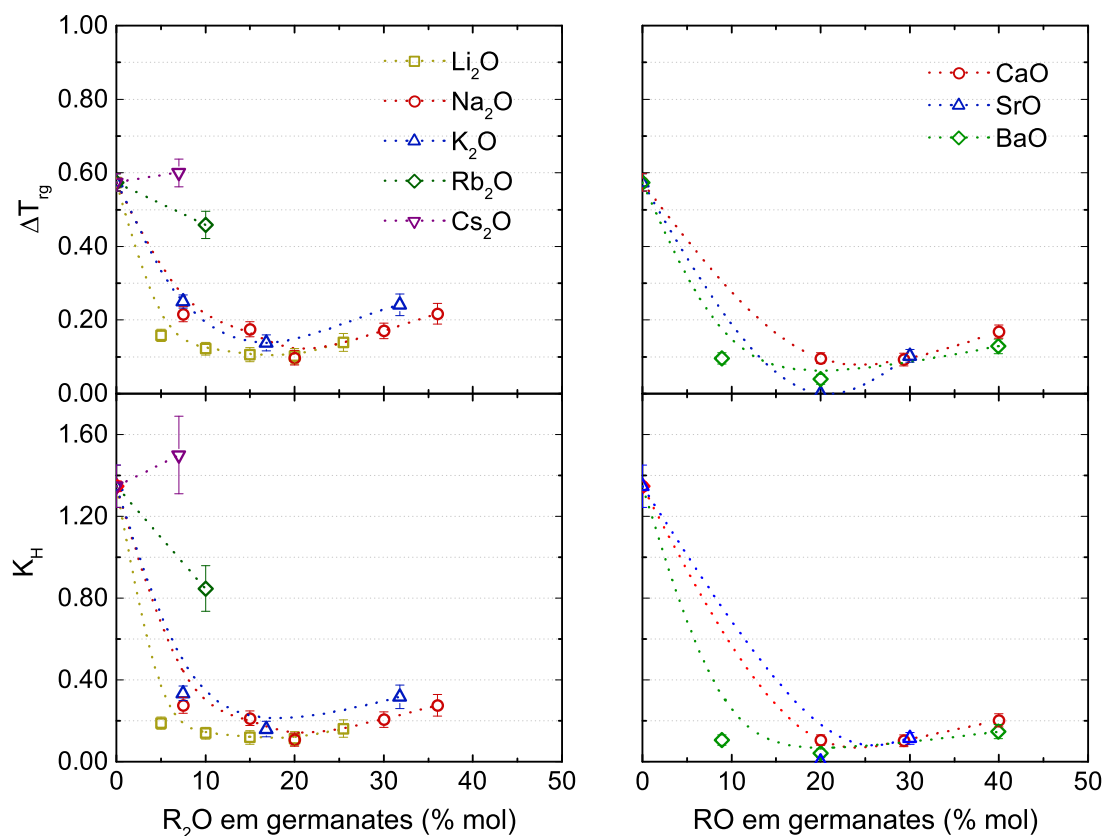 1.00
0.80
0.60
0.40
0.20
0.00
ΔT_rg
Li₂O
Na₂O
K₂O
Rb₂O
Cs₂O
CaO
SrO
BaO
1.60
1.20
0.80
0.40
0.00
K_H
0 10 20 30 40 50
R₂O em germanates (% mol)
0 10 20 30 40 50
RO em germanates (% mol)